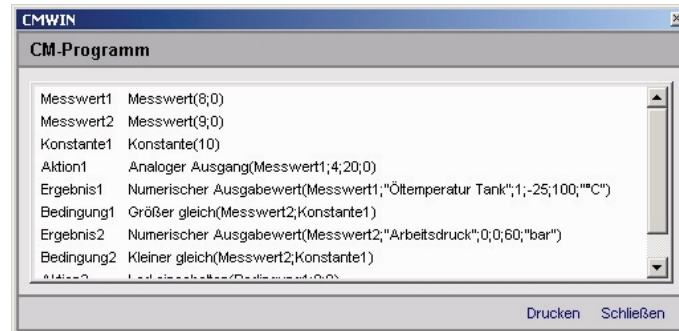 CMWIN
CM-Programm
Messwert1 Messwert(8;0)
Messwert2 Messwert(9;0)
Konstante1 Konstante(10)
Aktion1 Analoger Ausgang(Messwert1;4;20;0)
Ergebnis1 Numerischer Ausgabewert(Messwert1;"Öltemperatur Tank";1;-25;100;"°C")
Bedingung1 Größer gleich(Messwert2;Konstante1)
Ergebnis2 Numerischer Ausgabewert(Messwert2;"Arbeitsdruck";0;0;60;"bar")
Bedingung2 Kleiner gleich(Messwert2;Konstante1)
Drucken Schließen